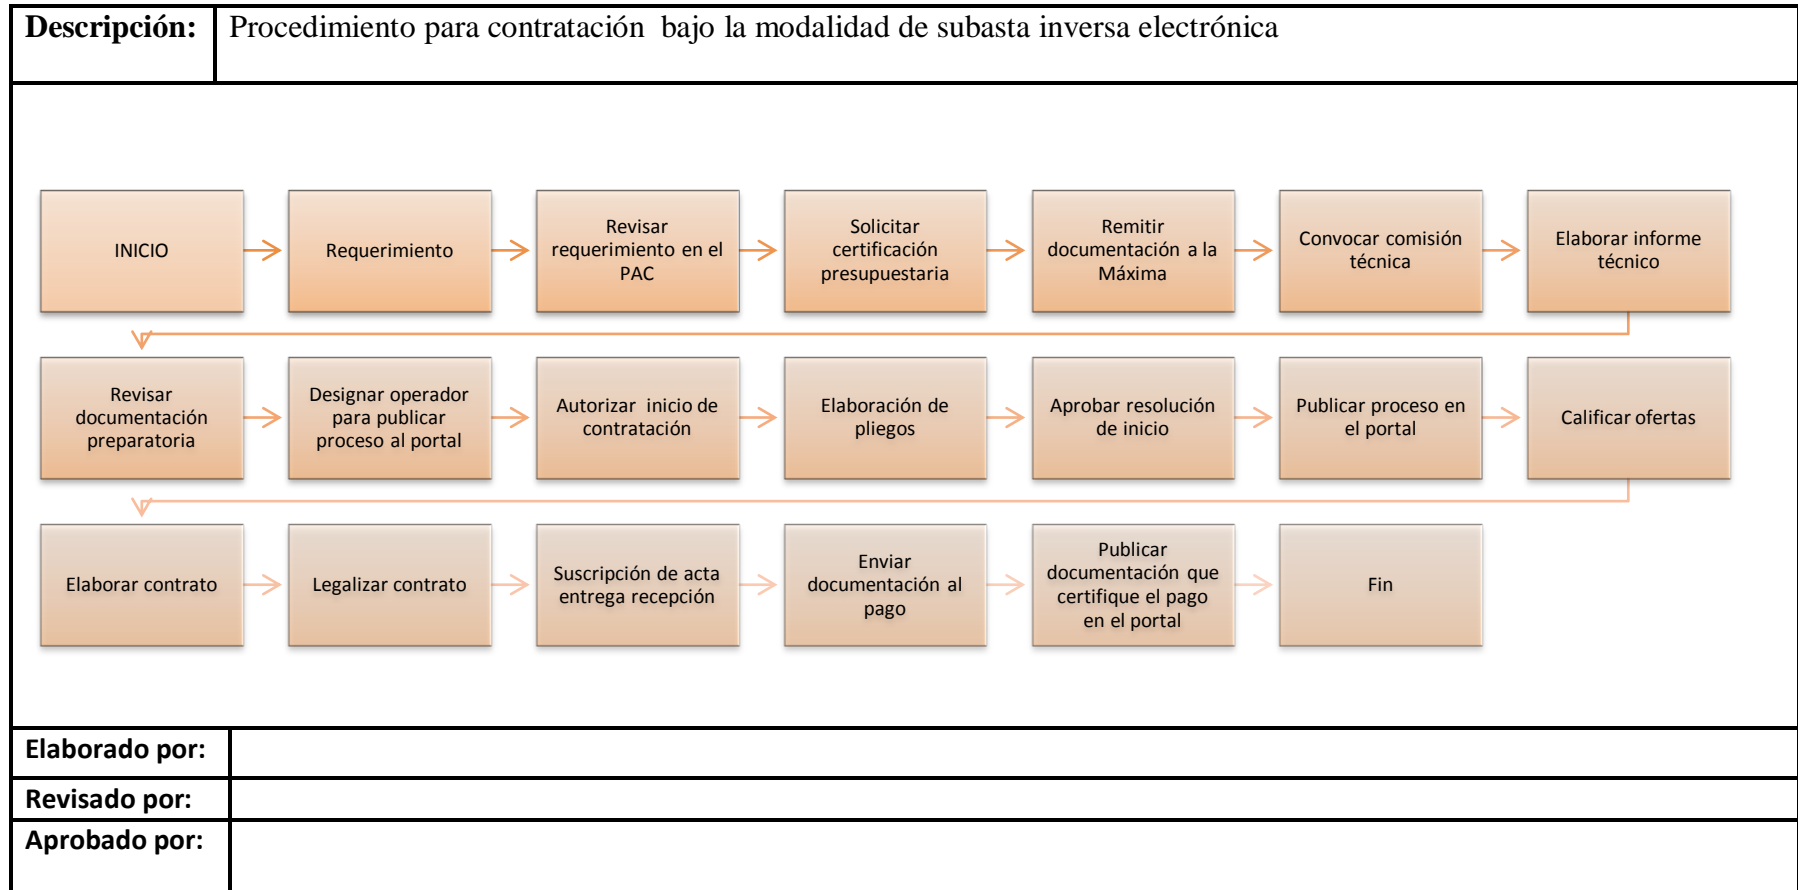 Descripción: Procedimiento para contratación  bajo la modalidad de subasta inversa electrónica
INICIO
Requerimiento
Revisar
requerimiento en el
PAC
Solicitar
certificación
presupuestaria
Remitir
documentación a la
Máxima
Convocar comisión
técnica
Elaborar informe
técnico
Revisar
documentación
preparatoria
Designar operador
para publicar
proceso al portal
Autorizar  inicio de
contratación
Elaboración de
pliegos
Aprobar resolución
de inicio
Publicar proceso en
el portal
Calificar ofertas
Elaborar contrato
Legalizar contrato
Suscripción de acta
entrega recepción
Enviar
documentación al
pago
Publicar
documentación que
certifique el pago
en el portal
Fin
Elaborado por:
Revisado por:
Aprobado por: